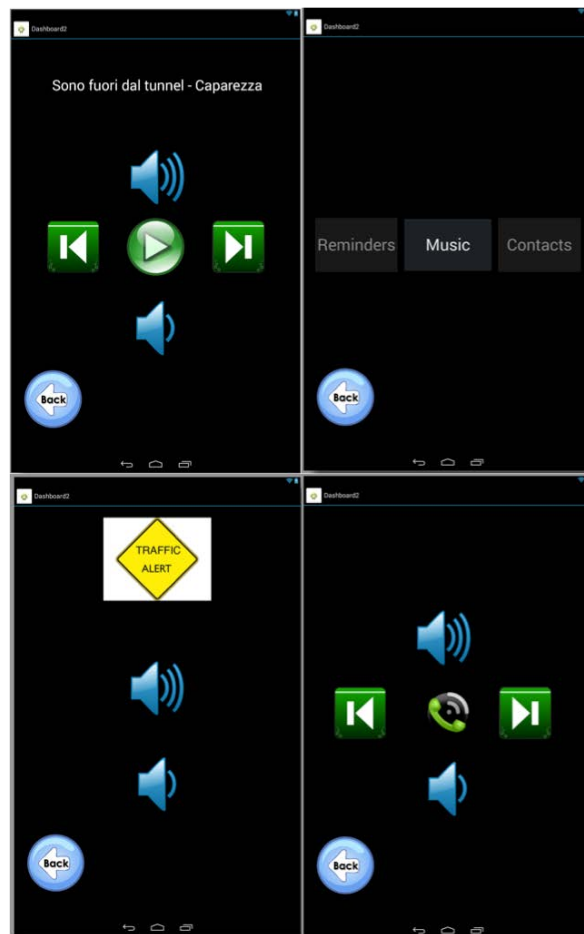 Dashboard2
Sono fuori dal tunnel - Caparezza
Back
Dashboard2
Reminders Music Contacts
Back
Dashboard2
TRAFFIC
ALERT
Back
Dashboard2
Back